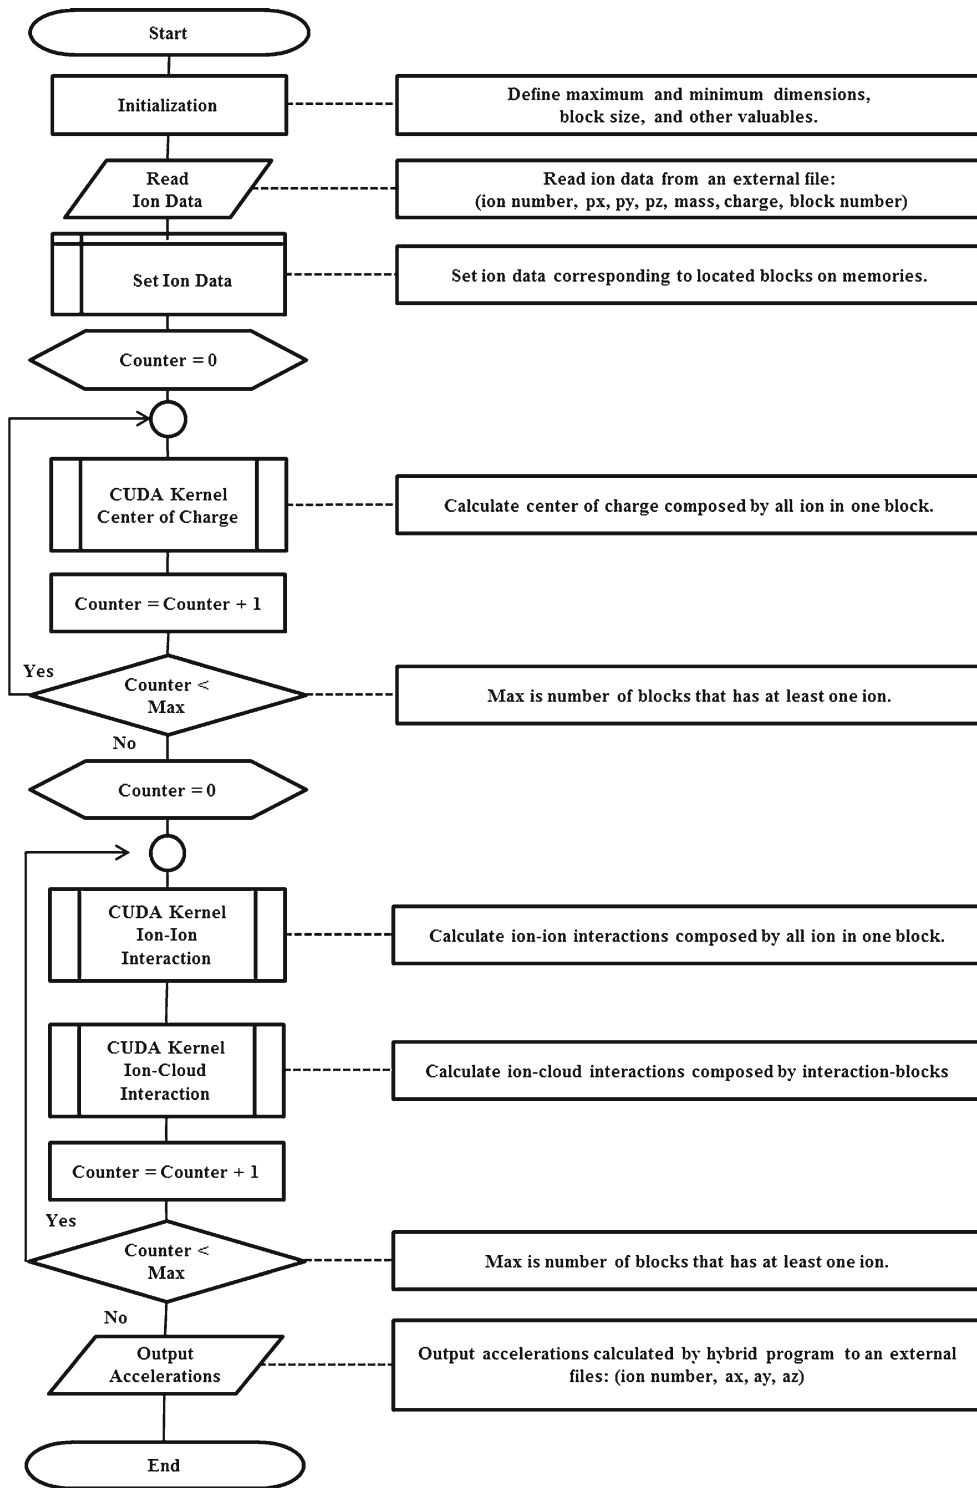 Start
Initialization
Define maximum and minimum dimensions,
block size, and other valuables.
Read
Ion Data
Read ion data from an external file:
(ion number, px, py, pz, mass, charge, block number)
Set Ion Data
Set ion data corresponding to located blocks on memories.
Counter = 0
CUDA Kernel
Center of Charge
Calculate center of charge composed by all ion in one block.
Counter = Counter + 1
Yes
Counter <
Max
Max is number of blocks that has at least one ion.
No
Counter = 0
CUDA Kernel
Ion-Ion
Interaction
Calculate ion-ion interactions composed by all ion in one block.
CUDA Kernel
Ion-Cloud
Interaction
Calculate ion-cloud interactions composed by interaction-blocks
Counter = Counter + 1
Yes
Counter <
Max
Max is number of blocks that has at least one ion.
No
Output
Accelerations
Output accelerations calculated by hybrid program to an external
files: (ion number, ax, ay, az)
End